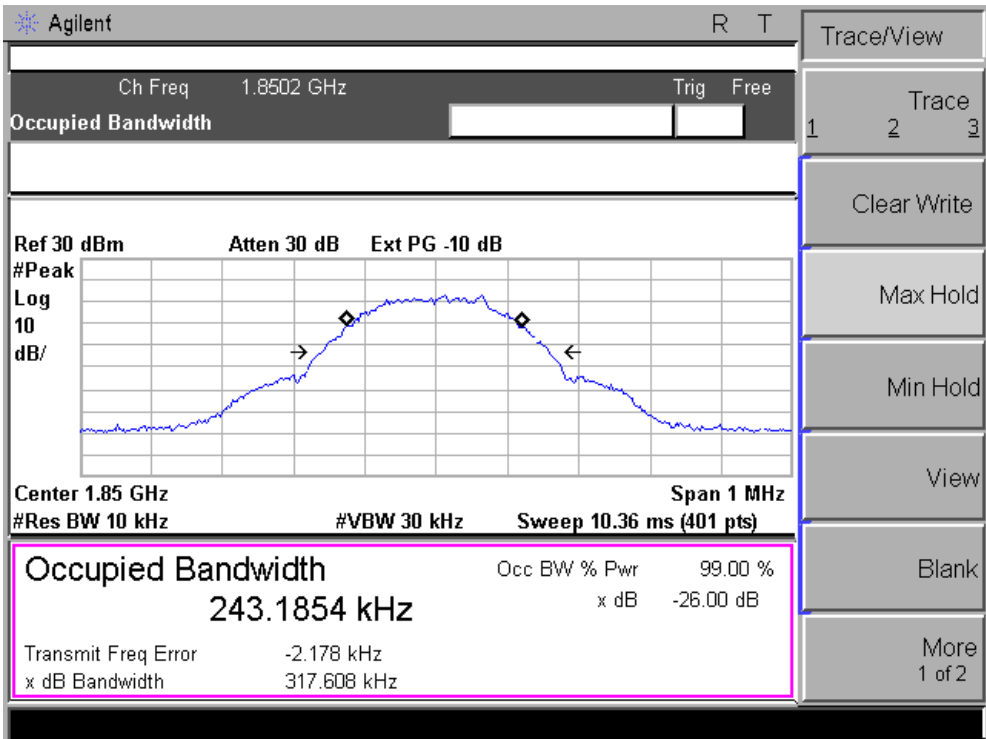 Agilent R T
Trace/View
Ch Freq 1.8502 GHz Trig Free
Occupied Bandwidth
Trace
1 2 3
Clear Write
Ref 30 dBm Atten 30 dB Ext PG -10 dB
#Peak
Log
10
dB/
Max Hold
Min Hold
View
Center 1.85 GHz Span 1 MHz
#Res BW 10 kHz #VBW 30 kHz Sweep 10.36 ms (401 pts)
Occupied Bandwidth Occ BW % Pwr 99.00 %
243.1854 kHz x dB -26.00 dB
Transmit Freq Error -2.178 kHz
x dB Bandwidth 317.608 kHz
Blank
More
1 of 2